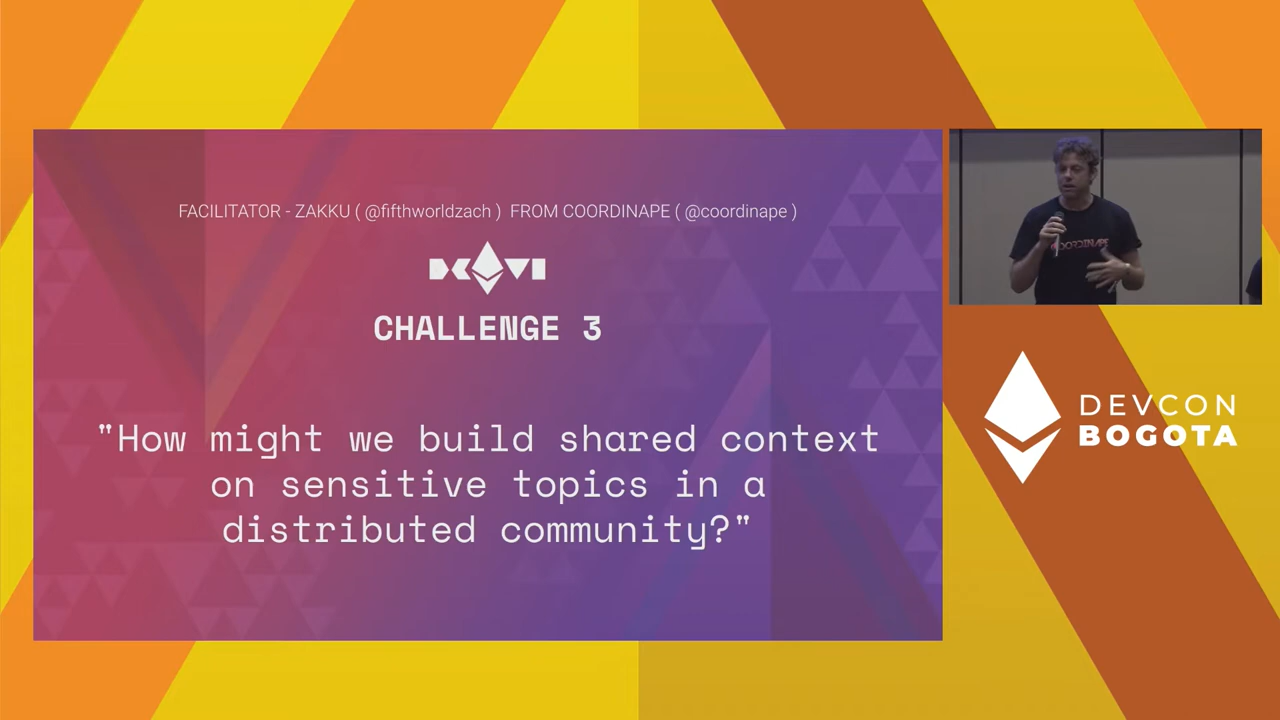 FACILITATOR - ZAKKU ( @fifthworldzach ) FROM COORDINAPE ( @coordinape )
CHALLENGE 3
"How might we build shared context
on sensitive topics in a
distributed community?"
COORDINAPE
DEVCON
BOGOTA